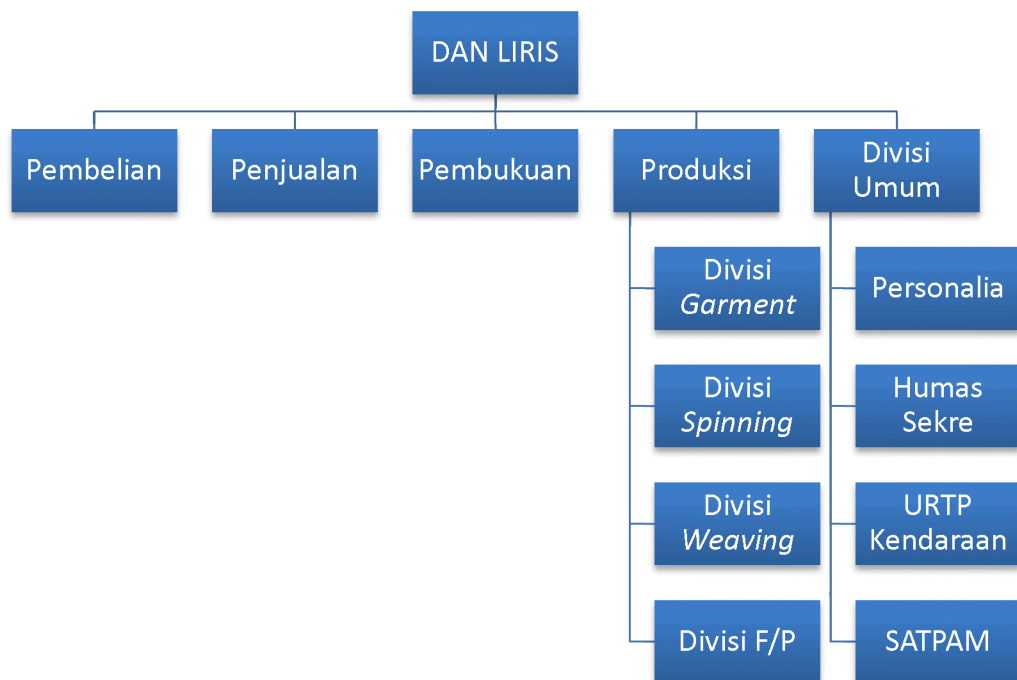 DAN LIRIS
Pembelian
Penjualan
Pembukuan
Produksi
Divisi
Umum
Divisi
Garment
Divisi
Spinning
Divisi
Weaving
Divisi F/P
Personalia
Humas
Sekre
URTP
Kendaraan
SATPAM